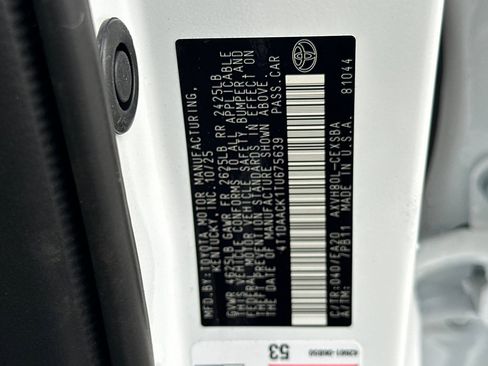 MFD.BY:TOYOTA MOTOR MANUFACTURING,
KENTUCKY, INC. 10/25
GVWR 4625LB GAWR FR 2625LB RR 2425LB
THIS VEHICLE CONFORMS TO ALL APPLICABLE
FEDERAL MOTOR VEHICLE SAFETY, BUMPER AND
THEFT PREVENTION STANDARDS IN EFFECT ON
THE DATE OF MANUFACTURE SHOWN ABOVE.
4T1DAACK1TU675639 PASS.CAR
C/TR:040/EA20 AXVH80L-CEXSBA
A/TM: 7PB11 MADE IN U.S.A. 81044
53